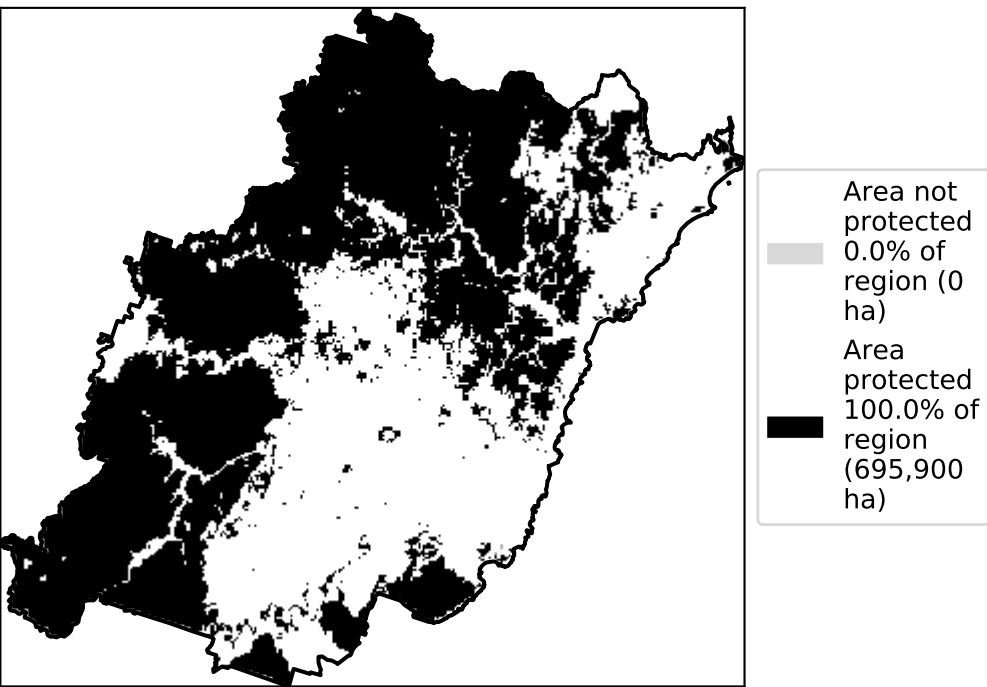 Area not
protected
0.0% of
region (0
ha)
Area
protected
100.0% of
region
(695,900
ha)